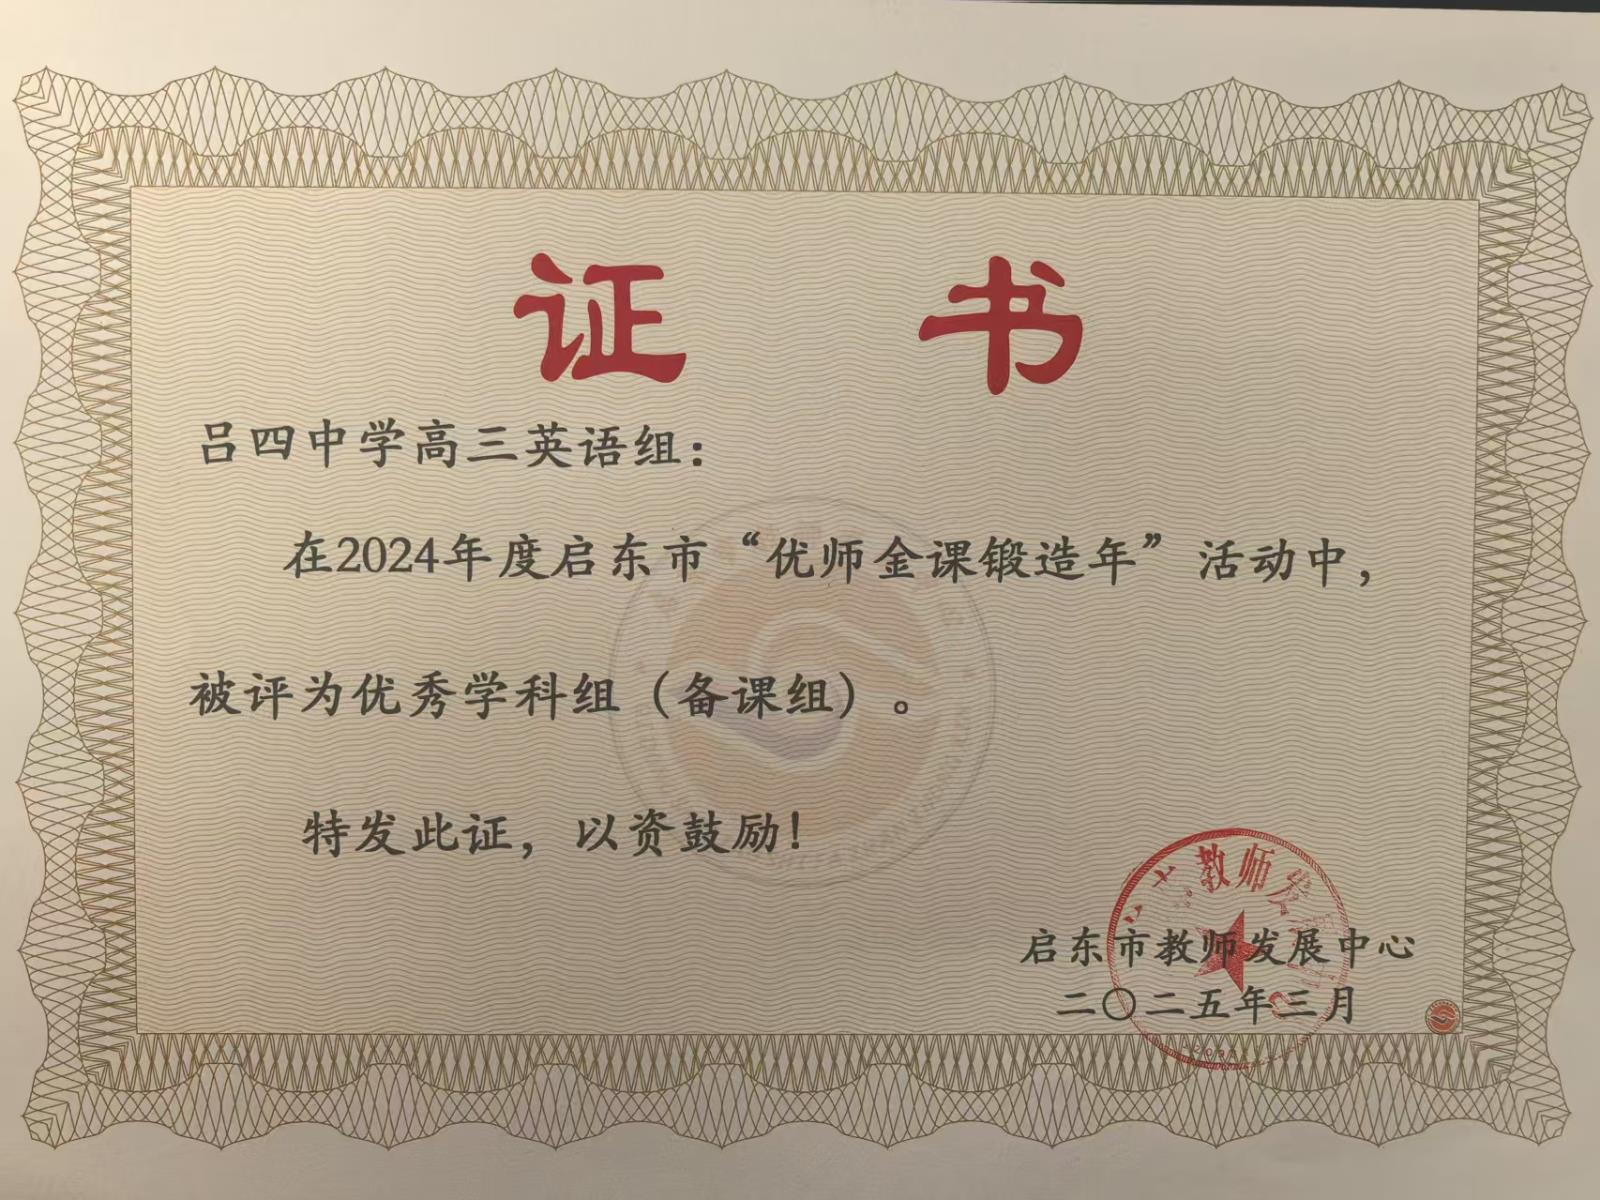 证 书
吕四中学高三英语组：
在2024年度启东市“优师金课锻造年”活动中，
被评为优秀学科组（备课组）。
特发此证，以资鼓励！
教师发
启东市教师发展中心
二〇二五年三月